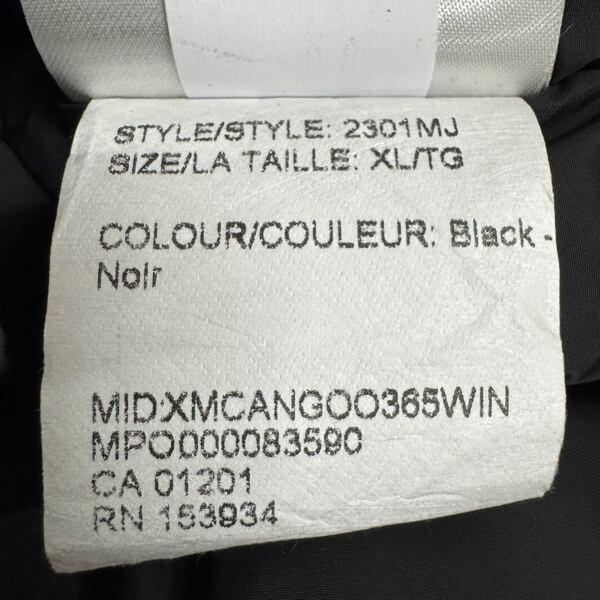 STYLE/STYLE: 2301MJ
SIZE/LA TAILLE: XL/TG
COLOUR/COULEUR: Black -
Noir
MID:XMCANGOO365WIN
MPO000083590
CA 01201
RN 153934